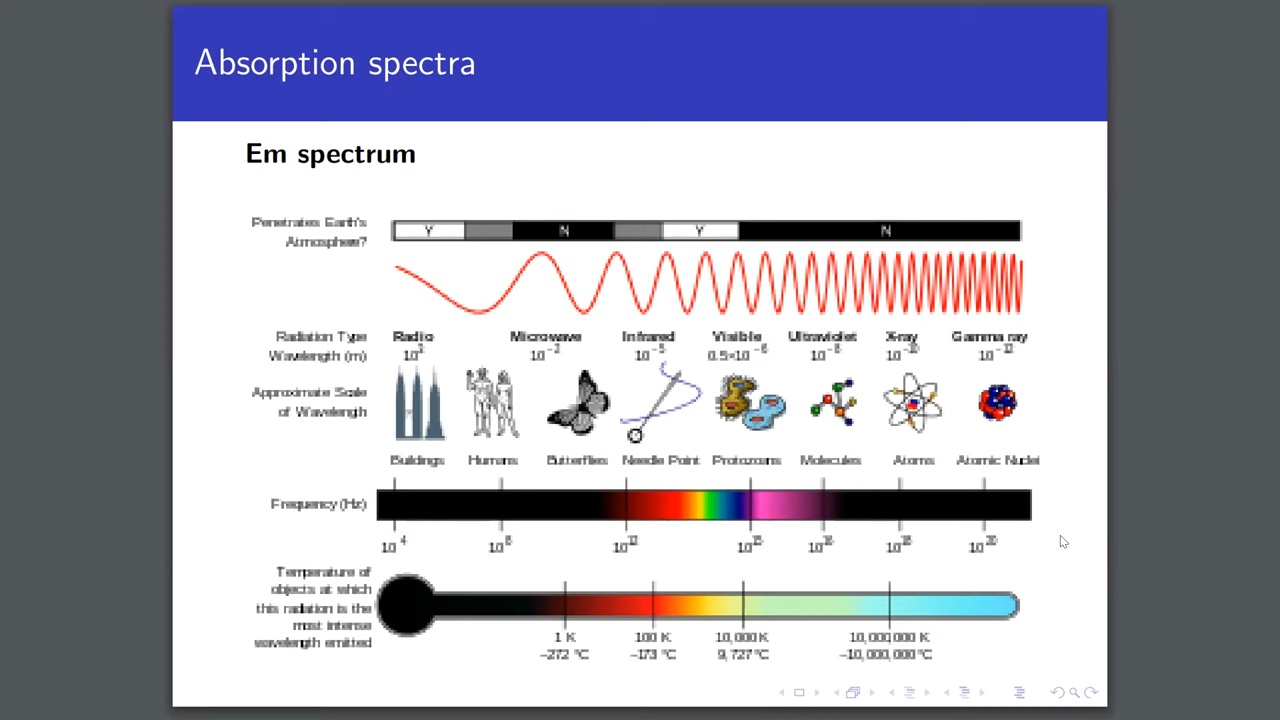 Absorption spectra
Em spectrum
Penetrates Earth's
Atmosphere?
Y N Y N
Radiation Type
Radio Microwave Infrared Visible Ultraviolet X-ray Gamma ray
Wavelength (m)
10³ 10⁻² 10⁻⁵ 0.5×10⁻⁶ 10⁻⁸ 10⁻¹⁰ 10⁻¹²
Approximate Scale
of Wavelength
Buildings Humans Butterflies Needle Point Protozoans Molecules Atoms Atomic Nuclei
Frequency (Hz)
10⁴ 10⁸ 10¹² 10¹⁵ 10¹⁶ 10¹⁸ 10²⁰
Temperature of
objects at which
this radiation is the
most intense
wavelength emitted
1 K 100 K 10,000 K 10,000,000 K
−272 °C −173 °C 9,727 °C ~10,000,000 °C